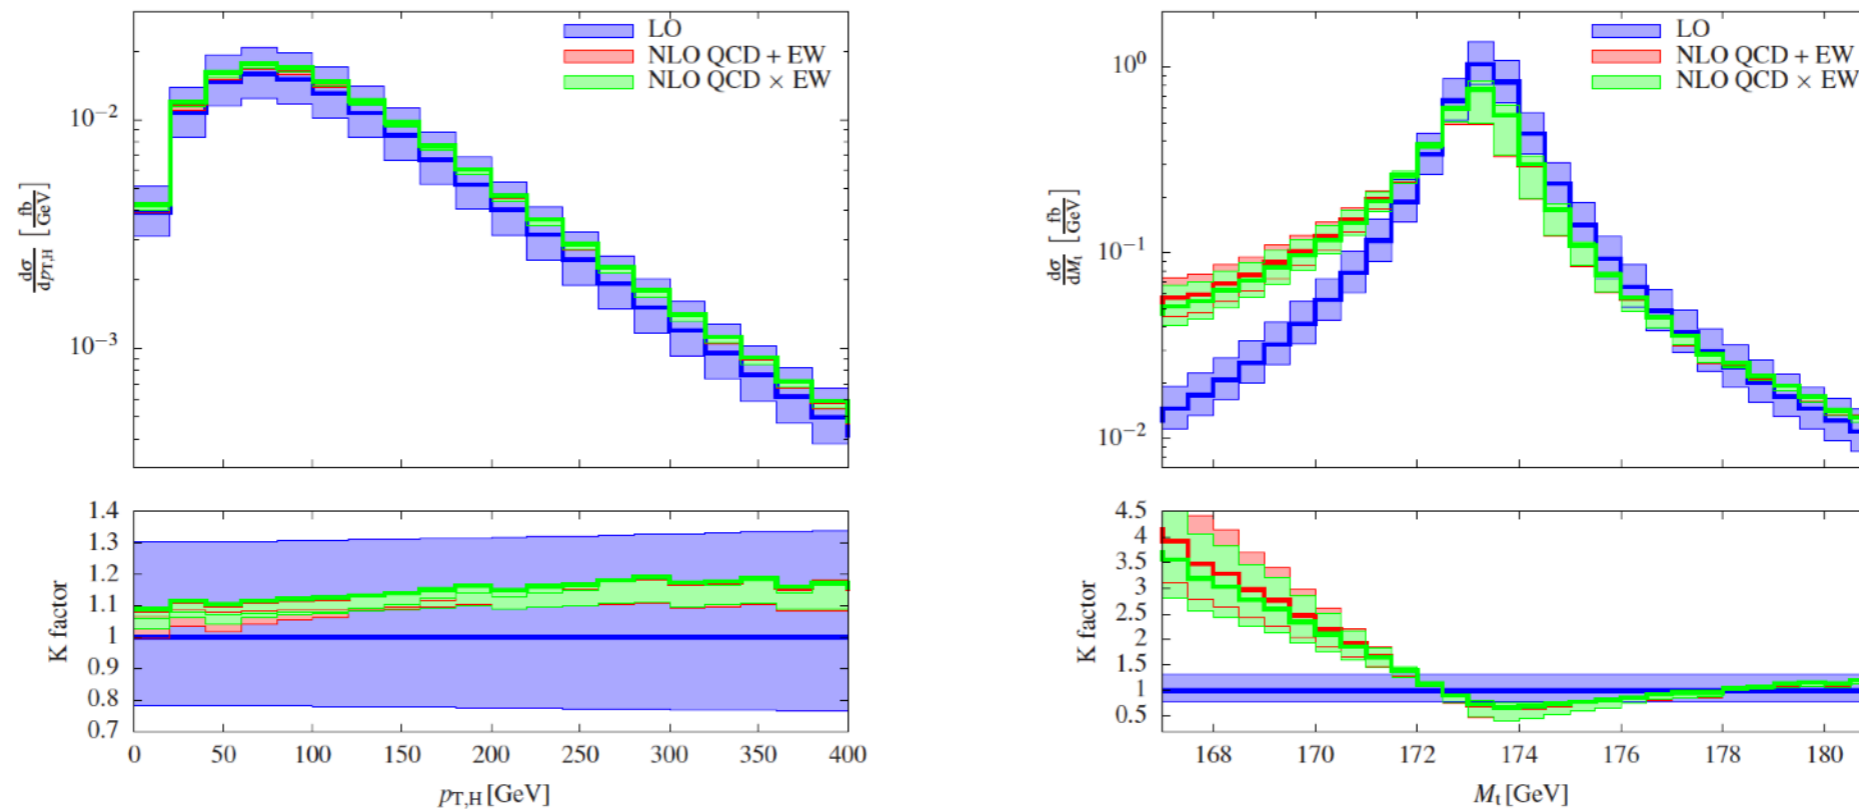 LO
NLO QCD + EW
NLO QCD × EW
10⁻²
10⁻³
dσ/dp_T,H [fb/GeV]
1.4
1.3
1.2
1.1
1
0.9
0.8
0.7
K factor
0 50 100 150 200 250 300 350 400
p_T,H [GeV]
LO
NLO QCD + EW
NLO QCD × EW
10⁰
10⁻¹
10⁻²
dσ/dM_t [fb/GeV]
4.5
4
3.5
3
2.5
2
1.5
1
0.5
K factor
168 170 172 174 176 178 180
M_t [GeV]